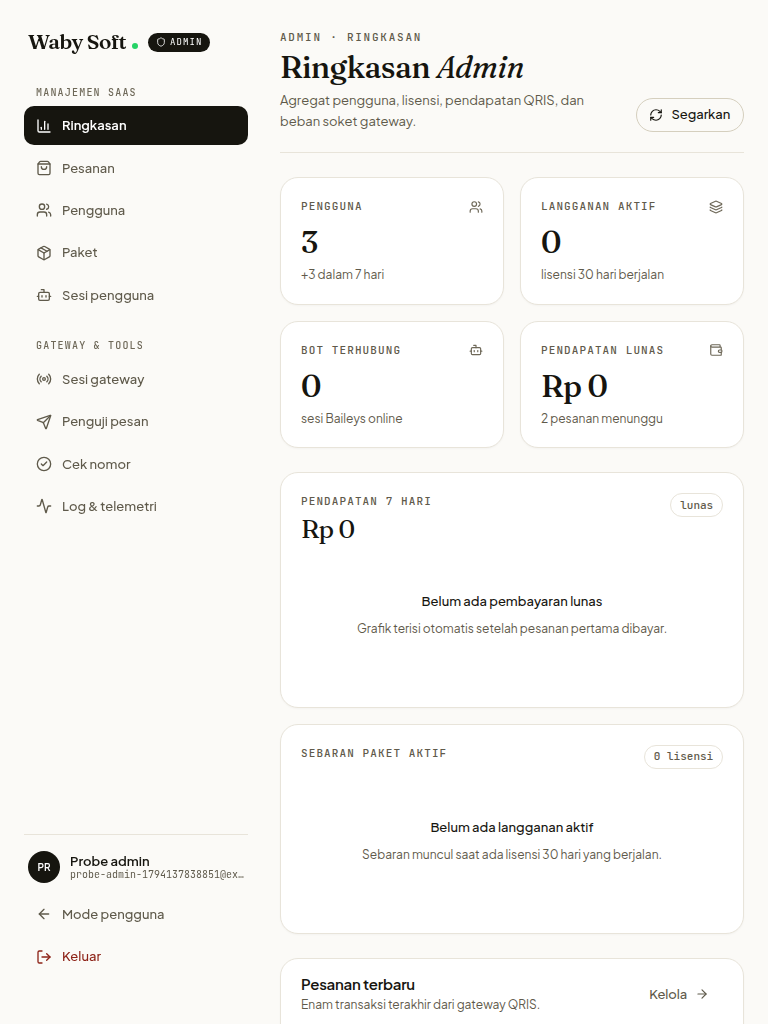 Waby Soft
ADMIN
MANAJEMEN SAAS
Ringkasan
Pesanan
Pengguna
Paket
Sesi pengguna
GATEWAY & TOOLS
Sesi gateway
Penguji pesan
Cek nomor
Log & telemetri
PR
Probe admin
probe-admin-1794137838851@ex…
Mode pengguna
Keluar
ADMIN · RINGKASAN
Ringkasan Admin
Agregat pengguna, lisensi, pendapatan QRIS, dan
beban soket gateway.
Segarkan
PENGGUNA
3
+3 dalam 7 hari
LANGGANAN AKTIF
0
lisensi 30 hari berjalan
BOT TERHUBUNG
0
sesi Baileys online
PENDAPATAN LUNAS
Rp 0
2 pesanan menunggu
PENDAPATAN 7 HARI
lunas
Rp 0
Belum ada pembayaran lunas
Grafik terisi otomatis setelah pesanan pertama dibayar.
SEBARAN PAKET AKTIF
0 lisensi
Belum ada langganan aktif
Sebaran muncul saat ada lisensi 30 hari yang berjalan.
Pesanan terbaru
Enam transaksi terakhir dari gateway QRIS.
Kelola